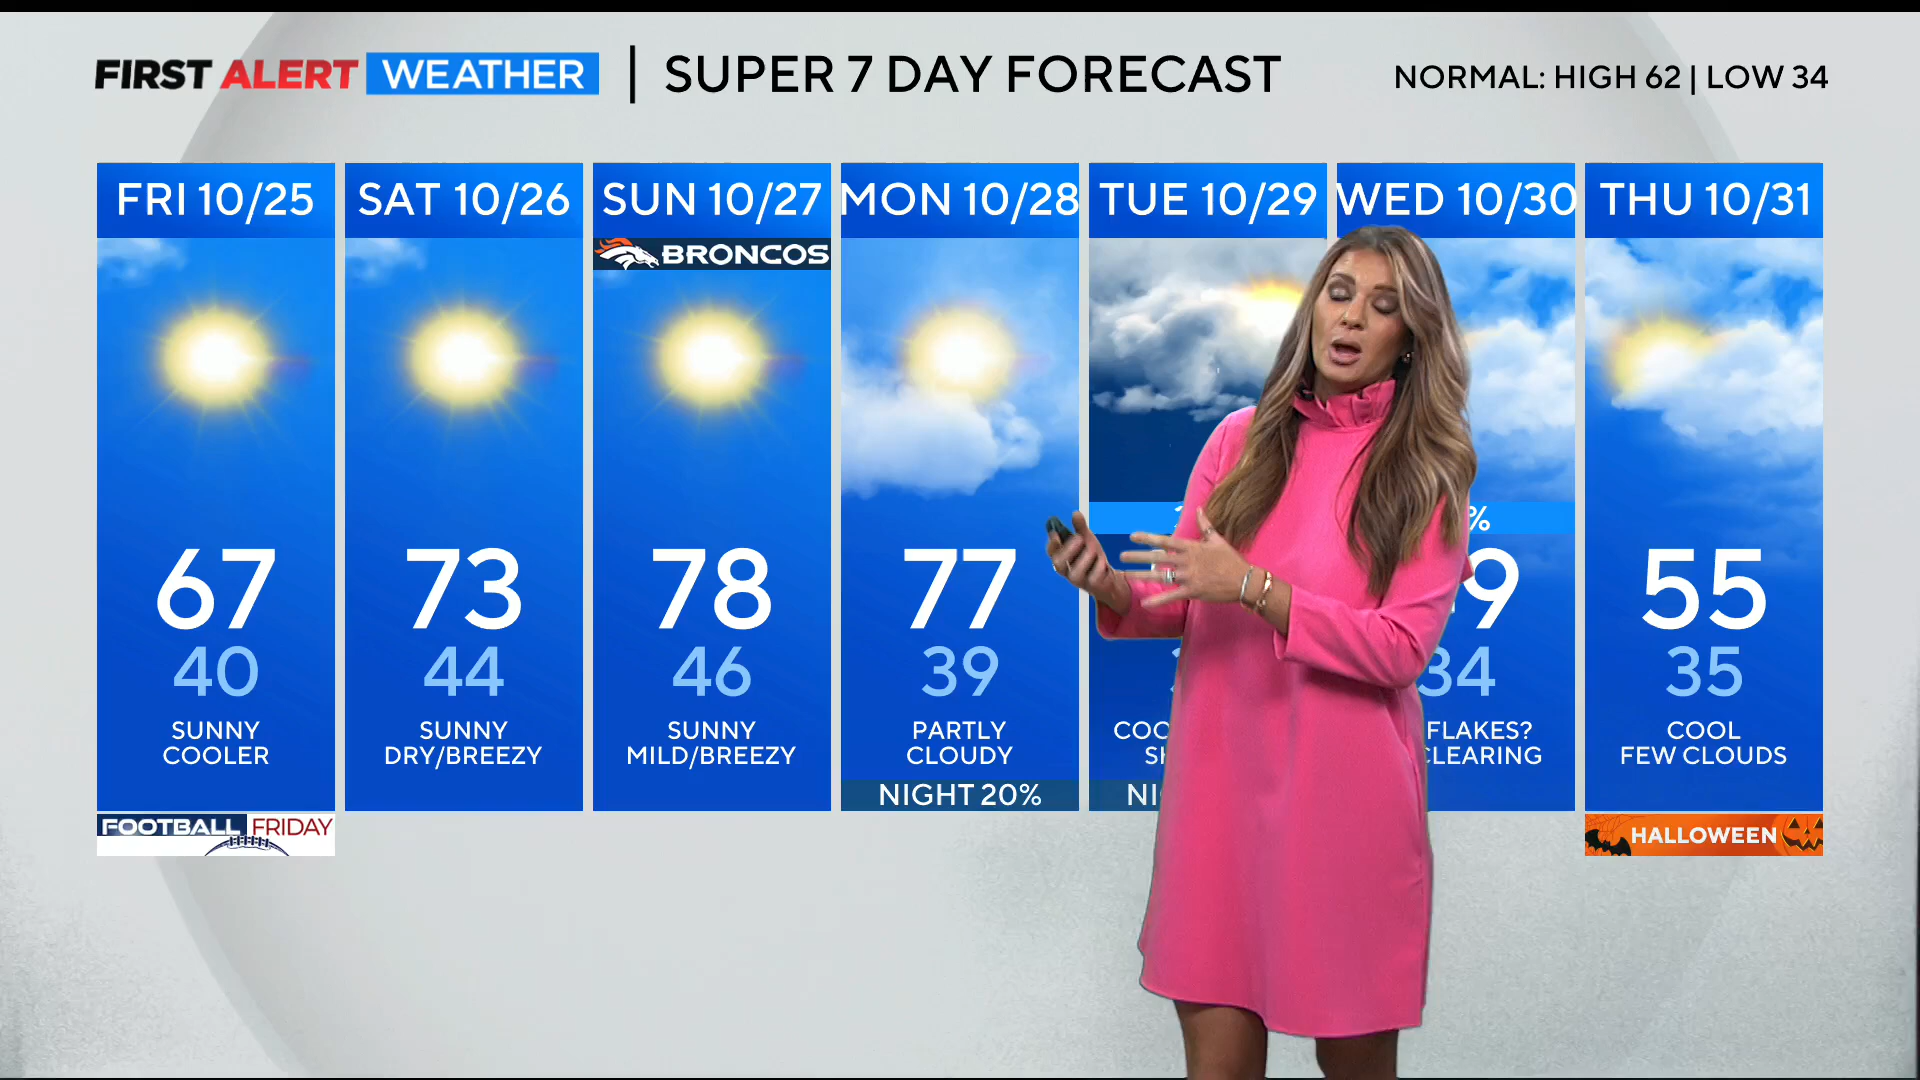 FIRST ALERT WEATHER | SUPER 7 DAY FORECAST
NORMAL: HIGH 62 | LOW 34
FRI 10/25
67
40
SUNNY
COOLER
FOOTBALL FRIDAY
SAT 10/26
73
44
SUNNY
DRY/BREEZY
SUN 10/27
BRONCOS
78
46
SUNNY
MILD/BREEZY
MON 10/28
77
39
PARTLY
CLOUDY
NIGHT 20%
TUE 10/29
WED 10/30
%
9
34
FLAKES?
CLEARING
THU 10/31
55
35
COOL
FEW CLOUDS
HALLOWEEN